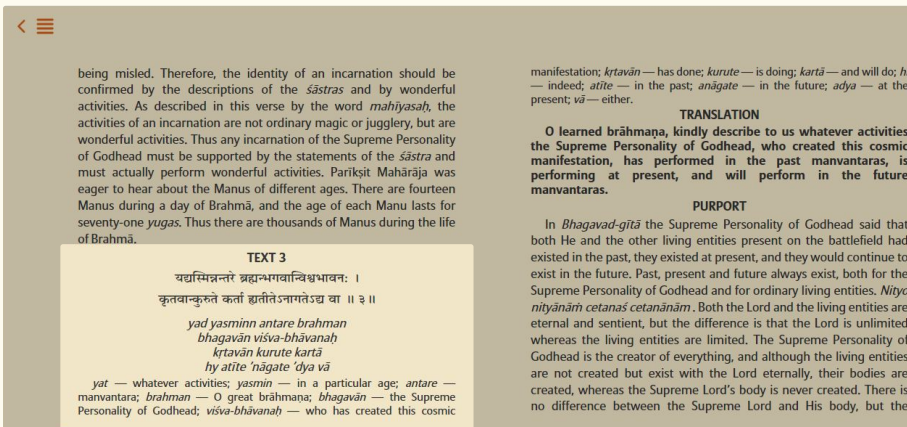 being misled. Therefore, the identity of an incarnation should be
confirmed by the descriptions of the śāstras and by wonderful
activities. As described in this verse by the word mahīyasaḥ, the
activities of an incarnation are not ordinary magic or jugglery, but are
wonderful activities. Thus any incarnation of the Supreme Personality
of Godhead must be supported by the statements of the śāstra and
must actually perform wonderful activities. Parīkṣit Mahārāja was
eager to hear about the Manus of different ages. There are fourteen
Manus during a day of Brahmā, and the age of each Manu lasts for
seventy-one yugas. Thus there are thousands of Manus during the life
of Brahmā.
TEXT 3
यद्यस्मिन्नन्तरे ब्रह्मन्भगवान्विश्वभावनः ।
कृतवान्कुरुते कर्ता ह्यतीतेऽनागतेऽद्य वा ॥ ३ ॥
yad yasminn antare brahman
bhagavān viśva-bhāvanaḥ
kṛtavān kurute kartā
hy atīte 'nāgate 'dya vā
yat — whatever activities; yasmin — in a particular age; antare —
manvantara; brahman — O great brāhmaṇa; bhagavān — the Supreme
Personality of Godhead; viśva-bhāvanaḥ — who has created this cosmic
manifestation; kṛtavān — has done; kurute — is doing; kartā — and will do;
— indeed; atīte — in the past; anāgate — in the future; adya — at the
present; vā — either.
TRANSLATION
O learned brāhmaṇa, kindly describe to us whatever activities
the Supreme Personality of Godhead, who created this cosmic
manifestation, has performed in the past manvantaras, is
performing at present, and will perform in the future
manvantaras.
PURPORT
In Bhagavad-gītā the Supreme Personality of Godhead said that
both He and the other living entities present on the battlefield had
existed in the past, they existed at present, and they would continue to
exist in the future. Past, present and future always exist, both for the
Supreme Personality of Godhead and for ordinary living entities. Nityo
nityānāṁ cetanaś cetanānām. Both the Lord and the living entities are
eternal and sentient, but the difference is that the Lord is unlimited
whereas the living entities are limited. The Supreme Personality of
Godhead is the creator of everything, and although the living entities
are not created but exist with the Lord eternally, their bodies are
created, whereas the Supreme Lord's body is never created. There is
no difference between the Supreme Lord and His body, but the